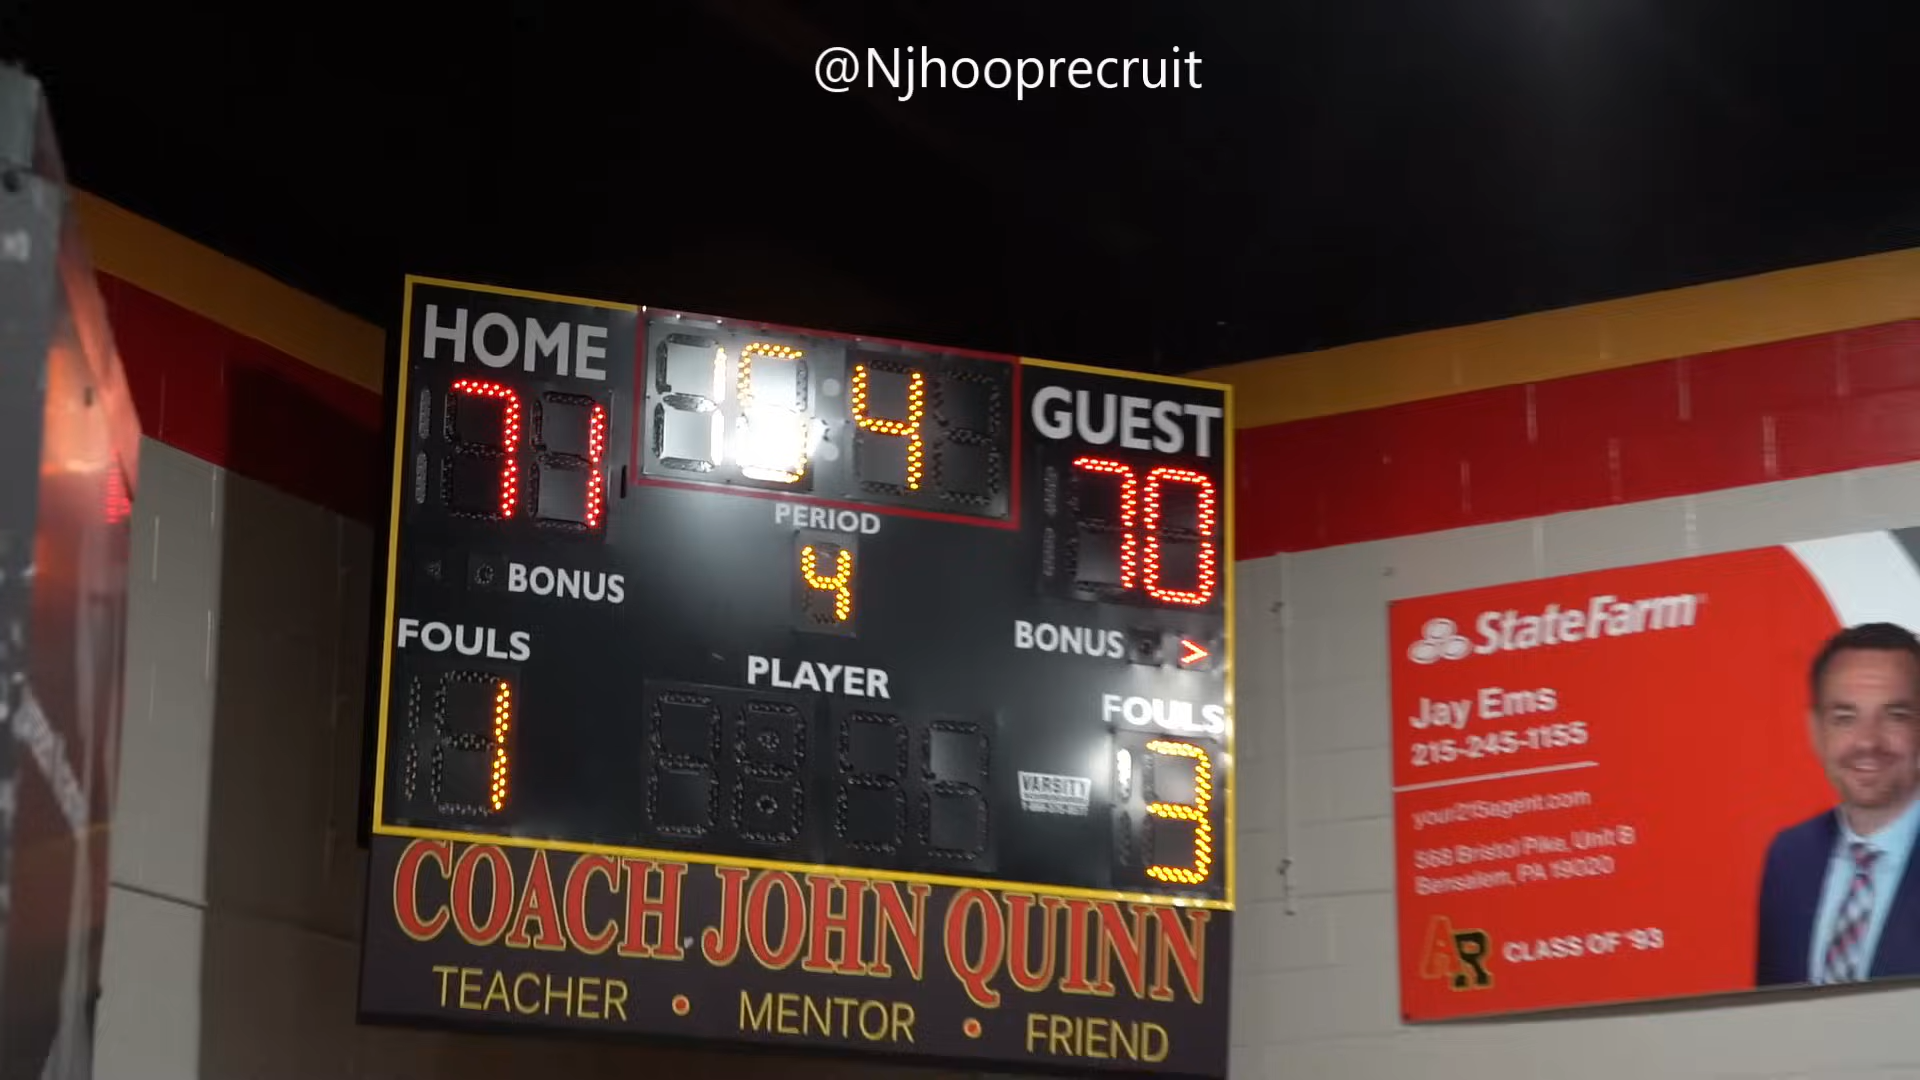 @Njhooprecruit
HOME
GUEST
71
4
70
PERIOD
4
BONUS
BONUS >
FOULS
PLAYER
FOULS
1
3
VARSITY
COACH JOHN QUINN
TEACHER • MENTOR • FRIEND
StateFarm
Jay Ems
215-245-1155
your215agent.com
Bristol Pike, Unit B
Bensalem, PA 19020
AR CLASS OF '93